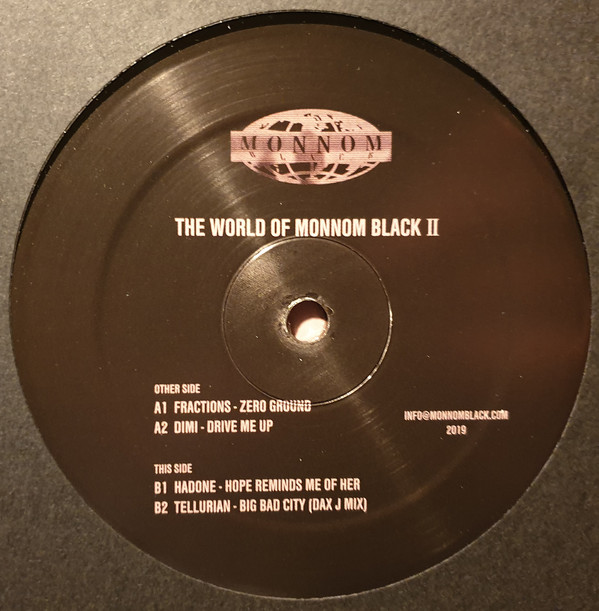 MONNOM
BLACK
THE WORLD OF MONNOM BLACK II
OTHER SIDE
A1 FRACTIONS - ZERO GROUND
A2 DIMI - DRIVE ME UP
INFO@MONNOMBLACK.COM
2019
THIS SIDE
B1 HADONE - HOPE REMINDS ME OF HER
B2 TELLURIAN - BIG BAD CITY (DAX J MIX)